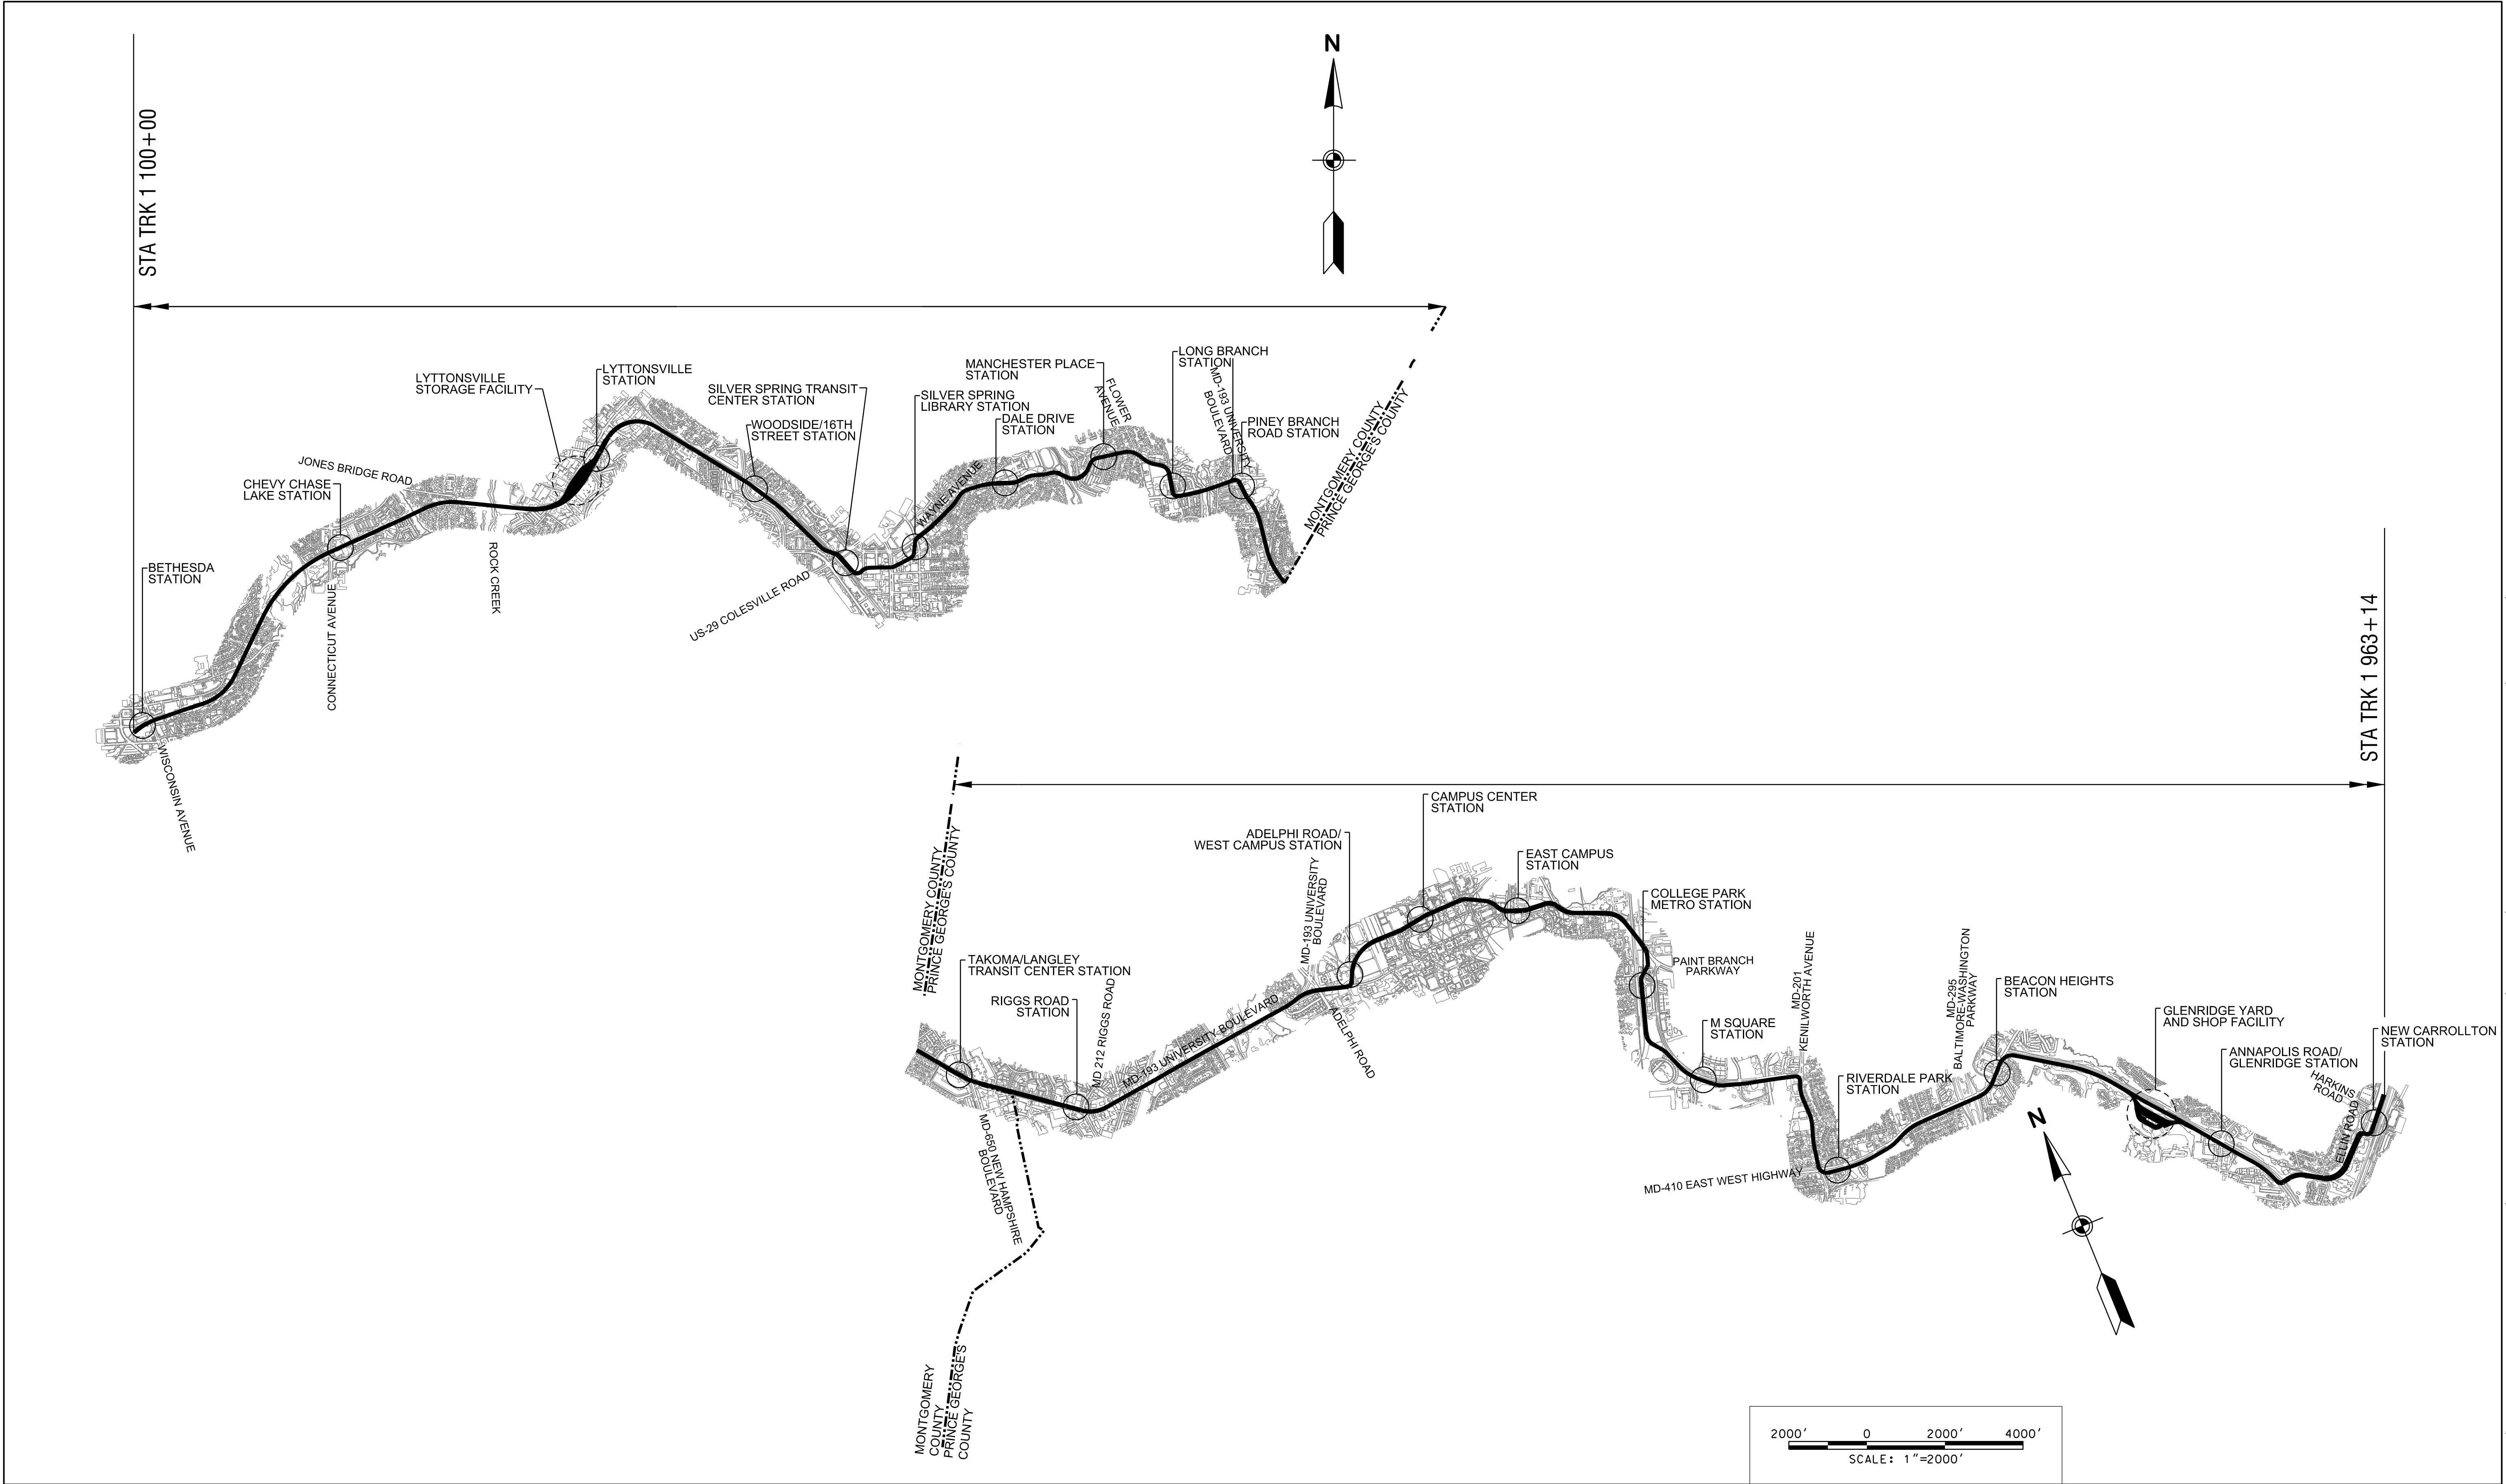 N
STA TRK 1 100+00
LYTTONSVILLE
STORAGE FACILITY
LYTTONSVILLE
STATION
SILVER SPRING TRANSIT
CENTER STATION
WOODSIDE/16TH
STREET STATION
SILVER SPRING
LIBRARY STATION
MANCHESTER PLACE
STATION
DALE DRIVE
STATION
FLOWER
AVENUE
LONG BRANCH
STATION
MD-193 UNIVERSITY
BOULEVARD
PINEY BRANCH
ROAD STATION
MONTGOMERY COUNTY
PRINCE GEORGE'S COUNTY
JONES BRIDGE ROAD
CHEVY CHASE
LAKE STATION
WAYNE AVENUE
ROCK CREEK
BETHESDA
STATION
CONNECTICUT AVENUE
US-29 COLESVILLE ROAD
WISCONSIN AVENUE
STA TRK 1 963+14
CAMPUS CENTER
STATION
ADELPHI ROAD/
WEST CAMPUS STATION
MD-193 UNIVERSITY
BOULEVARD
EAST CAMPUS
STATION
COLLEGE PARK
METRO STATION
MONTGOMERY COUNTY
PRINCE GEORGE'S COUNTY
TAKOMA/LANGLEY
TRANSIT CENTER STATION
RIGGS ROAD
STATION
MD 212 RIGGS ROAD
MD-193 UNIVERSITY BOULEVARD
ADELPHI ROAD
PAINT BRANCH
PARKWAY
M SQUARE
STATION
MD-201
KENILWORTH AVENUE
MD-295
BALTIMORE-WASHINGTON
PARKWAY
BEACON HEIGHTS
STATION
GLENRIDGE YARD
AND SHOP FACILITY
NEW CARROLLTON
STATION
ANNAPOLIS ROAD/
GLENRIDGE STATION
HARKINS
ROAD
ELLIN ROAD
RIVERDALE PARK
STATION
MD-410 EAST WEST HIGHWAY
MD-650 NEW HAMPSHIRE
BOULEVARD
N
MONTGOMERY
COUNTY
PRINCE GEORGE'S
COUNTY
2000' 0 2000' 4000'
SCALE: 1"=2000'